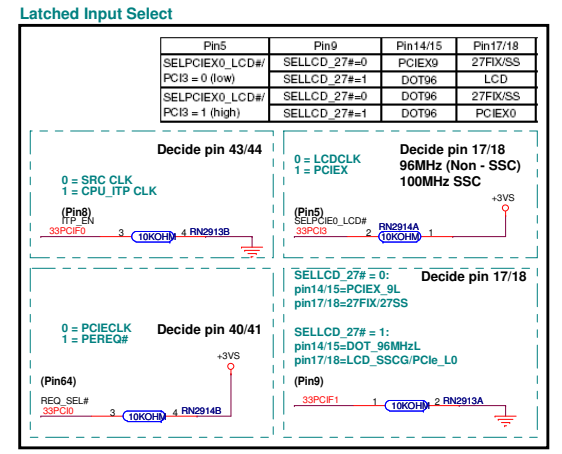 Latched Input Select
Pin5 Pin9 Pin14/15 Pin17/18
SELPCIEX0_LCD#/ PCI3 = 0 (low) SELLCD_27#=0 PCIEX9 27FIX/SS
SELLCD_27#=1 DOT96 LCD
SELPCIEX0_LCD#/ PCI3 = 1 (high) SELLCD_27#=0 DOT96 27FIX/SS
SELLCD_27#=1 DOT96 PCIEX0
Decide pin 43/44
0 = SRC CLK
1 = CPU_ITP CLK
(Pin8)
ITP_EN
33PCIF0 3 10KOHM 4 RN2913B
Decide pin 17/18
96MHz (Non - SSC)
100MHz SSC
0 = LCDCLK
1 = PCIEX
+3VS
(Pin5)
SELPCIE0_LCD#
33PCI3 2 RN2914A 10KOHM 1
0 = PCIECLK
1 = PEREQ#
Decide pin 40/41
+3VS
(Pin64)
REQ_SEL#
33PCI0 3 10KOHM 4 RN2914B
SELLCD_27# = 0:
Decide pin 17/18
pin14/15=PCIEX_9L
pin17/18=27FIX/27SS
SELLCD_27# = 1:
pin14/15=DOT_96MHzL
pin17/18=LCD_SSCG/PCIe_L0
(Pin9)
33PCIF1 1 10KOHM 2 RN2913A